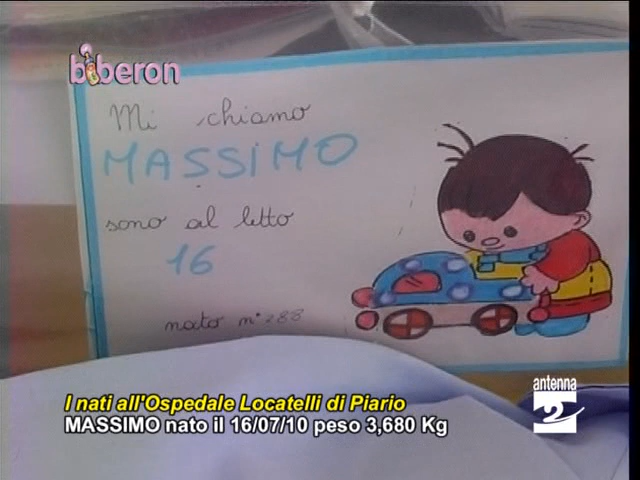 biberon
Mi chiamo
MASSIMO
sono al letto
16
nato n° 288
I nati all'Ospedale Locatelli di Piario
MASSIMO nato il 16/07/10 peso 3,680 Kg
antenna
2